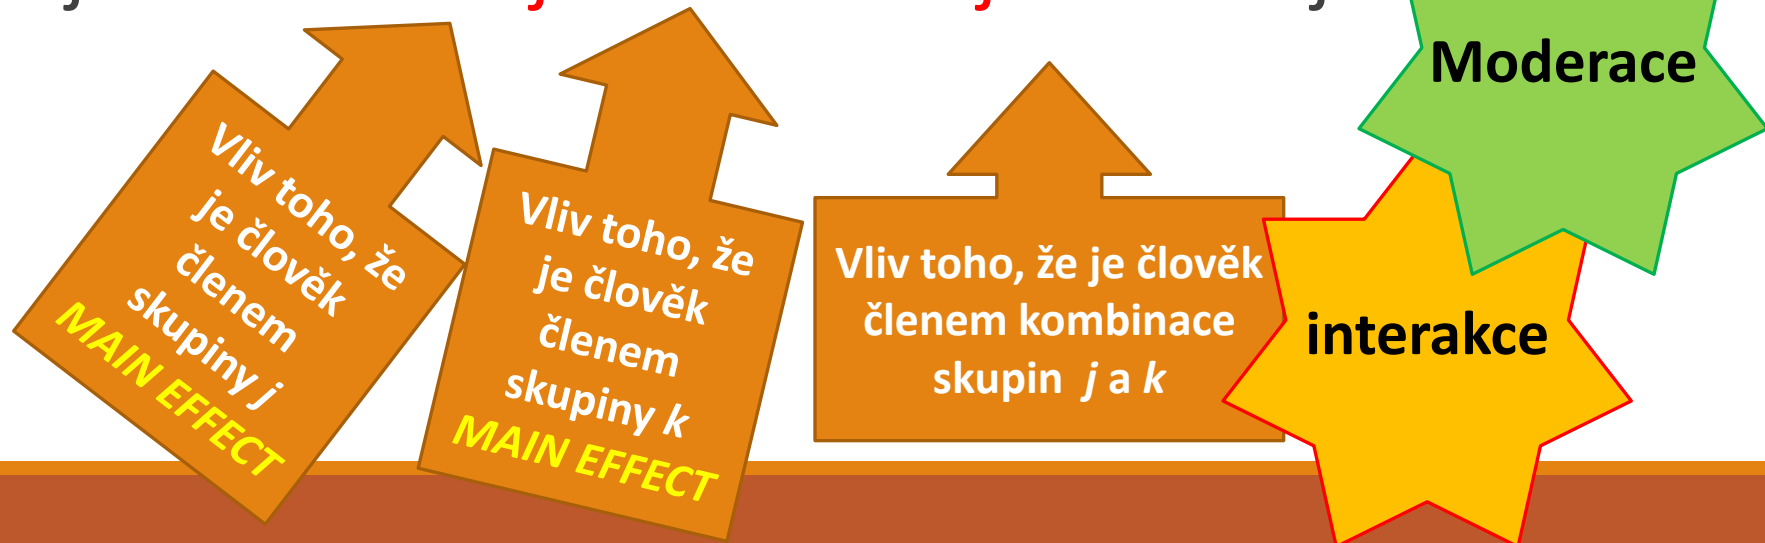 Vliv toho, že
je člověk
členem
skupiny j
MAIN EFFECT
Vliv toho, že
je člověk
členem
skupiny k
MAIN EFFECT
Vliv toho, že je člověk
členem kombinace
skupin j a k
Moderace
interakce